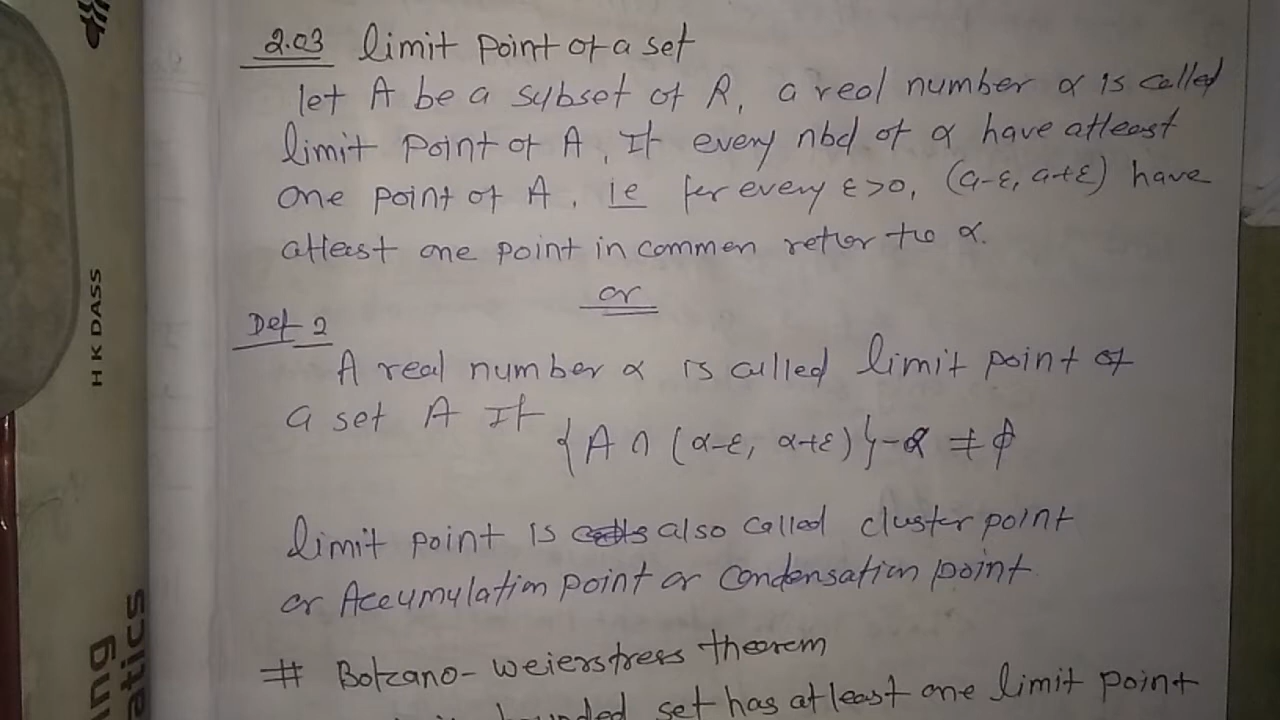 2.03 limit point of a set
let A be a subset of R, a real number α is called
limit point of A, If every nbd of α have atleast
one point of A. ie for every ε>0, (a-ε, a+ε) have
atleast one point in common α.
or
Def 2
A real number α is called limit point of
a set A If
{A ∩ (α-ε, α+ε)}-α ≠ ϕ
limit point is also called cluster point
or Accumulation point or Condensation point
# Bolzano-weierstress theorem
bounded set has atleast one limit point
H K DASS